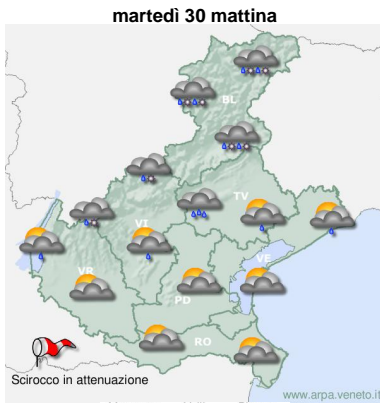 martedì 30 mattina
BL
TV
VI
VE
VR
PD
RO
Scirocco in attenuazione
www.arpa.veneto.it